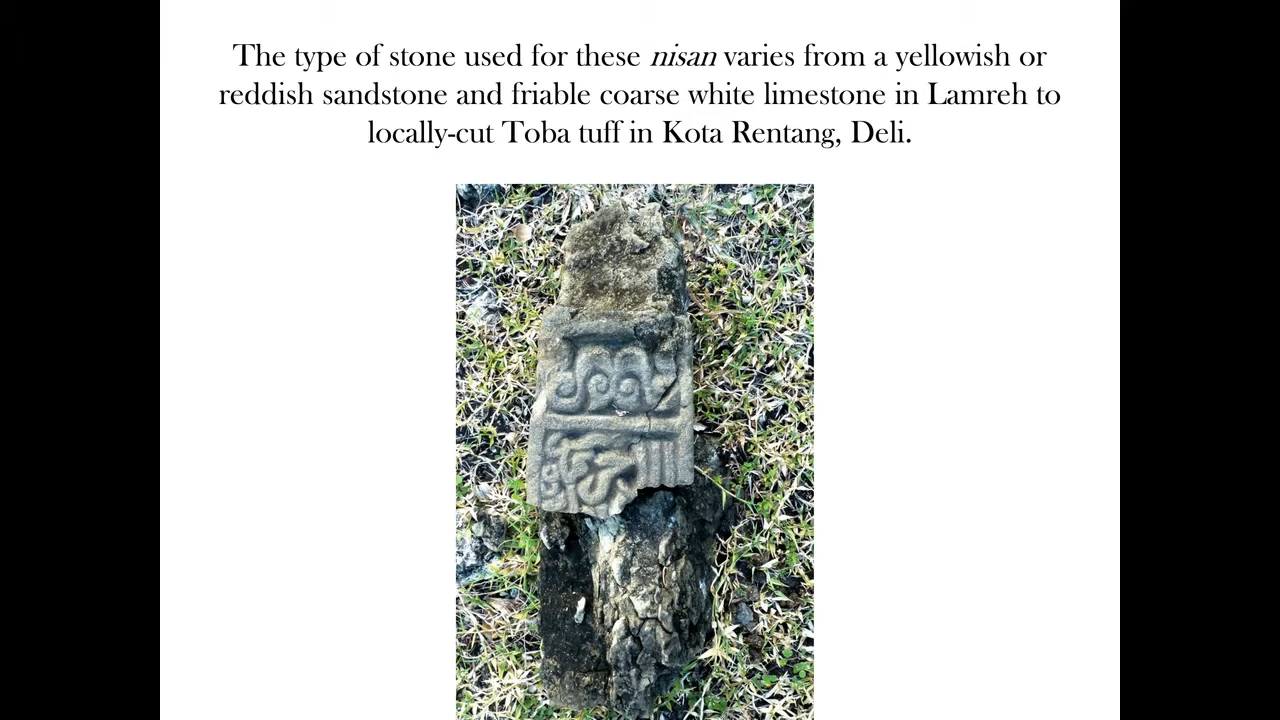 The type of stone used for these nisan varies from a yellowish or
reddish sandstone and friable coarse white limestone in Lamreh to
locally-cut Toba tuff in Kota Rentang, Deli.